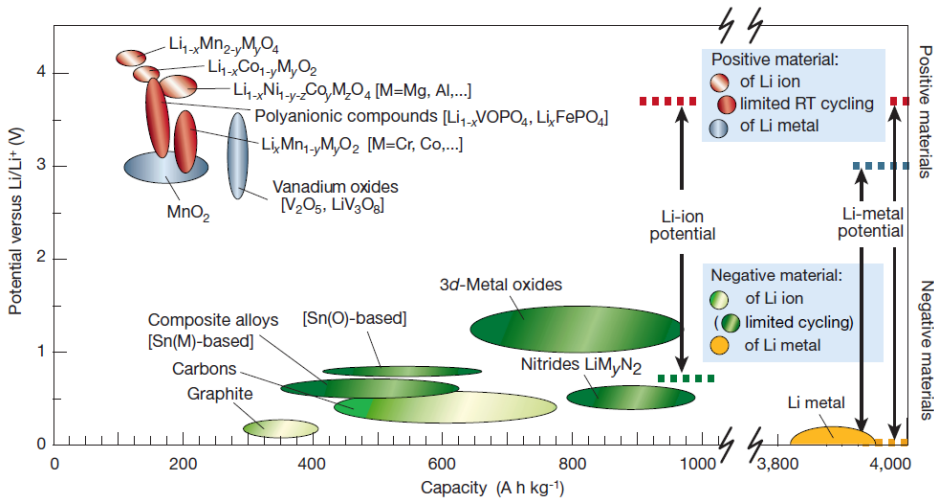 Li1-xMn2-yMyO4
Li1-xCo1-yMyO2
Li1-xNi1-y-zCoyMzO4 [M=Mg, Al,...]
Polyanionic compounds [Li1-xVOPO4, LixFePO4]
LixMn1-yMyO2 [M=Cr, Co,...]
Vanadium oxides
[V2O5, LiV3O8]
MnO2
Positive material:
of Li ion
limited RT cycling
of Li metal
Li-ion
potential
Li-metal
potential
Negative material:
of Li ion
( limited cycling)
of Li metal
3d-Metal oxides
[Sn(O)-based]
Composite alloys
[Sn(M)-based]
Carbons
Graphite
Nitrides LiMyN2
Li metal
Potential versus Li/Li+ (V)
4
3
2
1
0
Positive materials
Negative materials
0 200 400 600 800 1000 3,800 4,000
Capacity (A h kg-1)